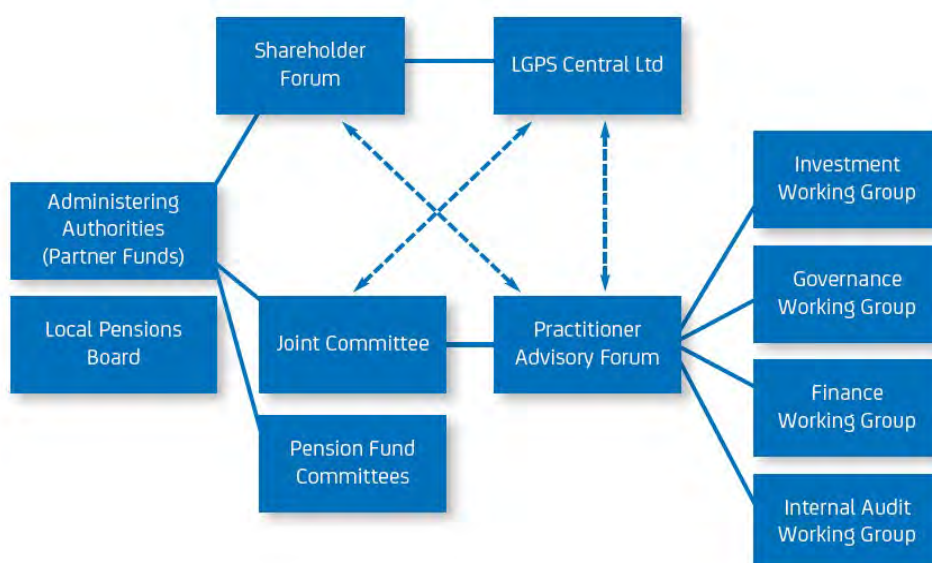 Shareholder
Forum
LGPS Central Ltd
Administering
Authorities
(Partner Funds)
Local Pensions
Board
Joint Committee
Pension Fund
Committees
Practitioner
Advisory Forum
Investment
Working Group
Governance
Working Group
Finance
Working Group
Internal Audit
Working Group